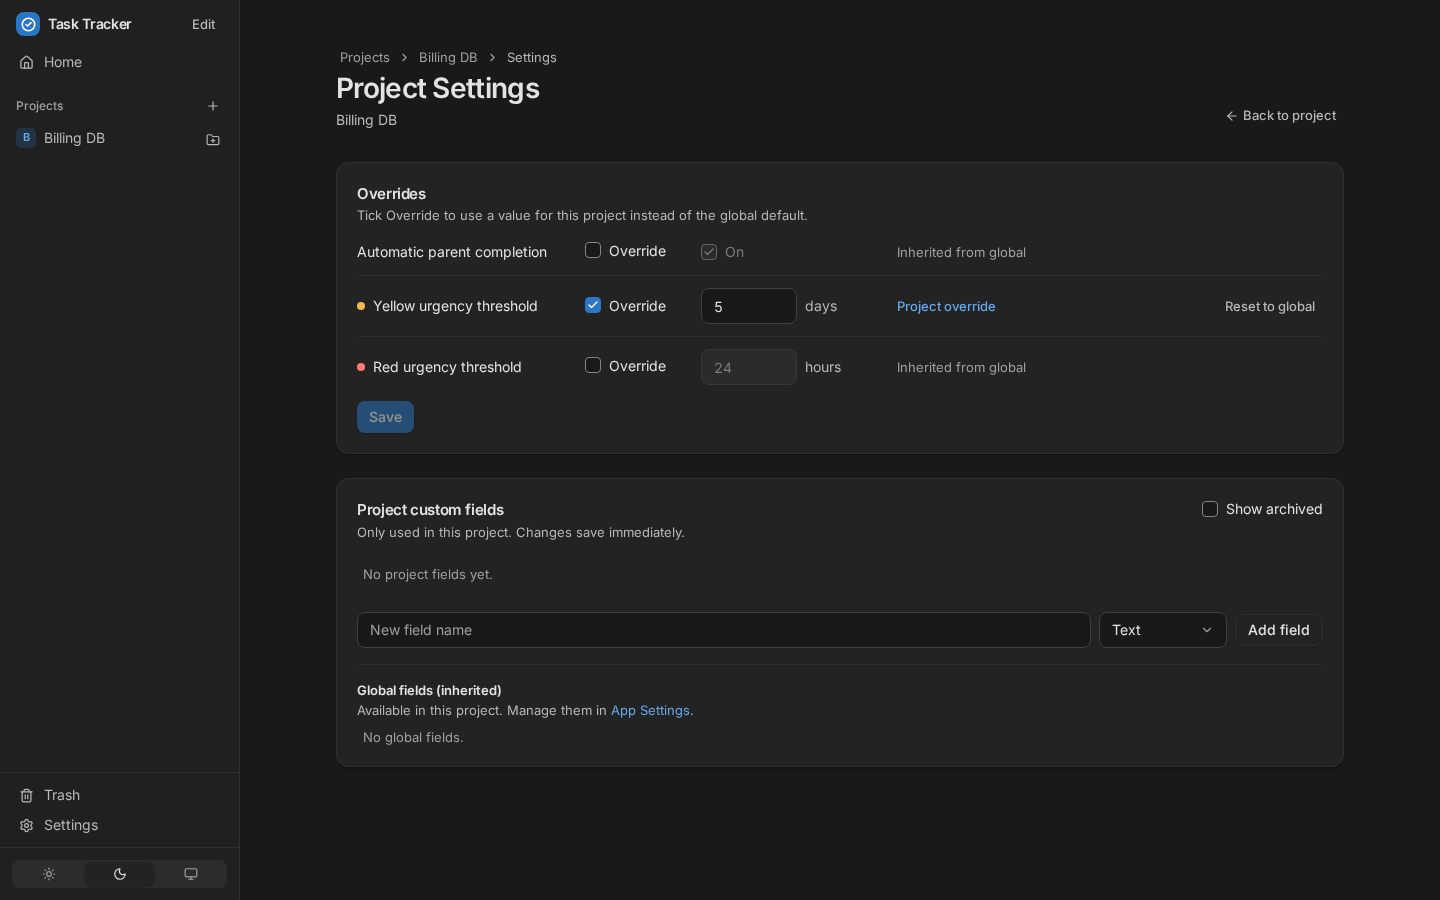 Task Tracker
Edit
Home
Projects
B Billing DB
Trash
Settings
Projects > Billing DB > Settings
Project Settings
Billing DB
Back to project
Overrides
Tick Override to use a value for this project instead of the global default.
Automatic parent completion Override On Inherited from global
Yellow urgency threshold Override 5 days Project override Reset to global
Red urgency threshold Override 24 hours Inherited from global
Save
Project custom fields
Show archived
Only used in this project. Changes save immediately.
No project fields yet.
New field name Text Add field
Global fields (inherited)
Available in this project. Manage them in App Settings.
No global fields.